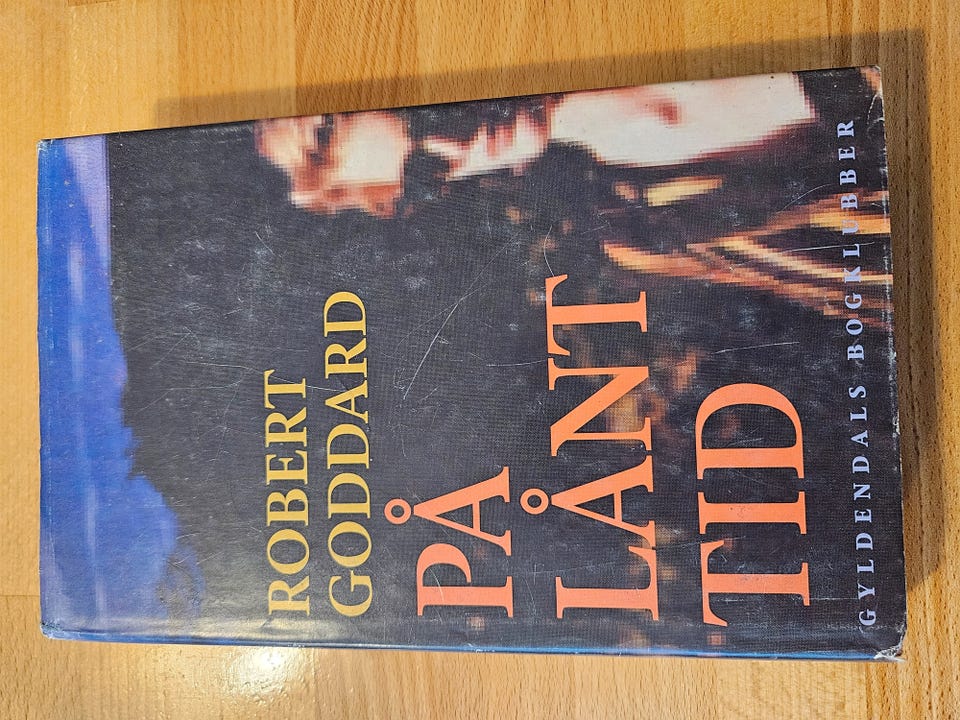 ROBERT
GODDARD
PÅ
LÅNT
TID
GYLDENDALS BOGKLUBBER